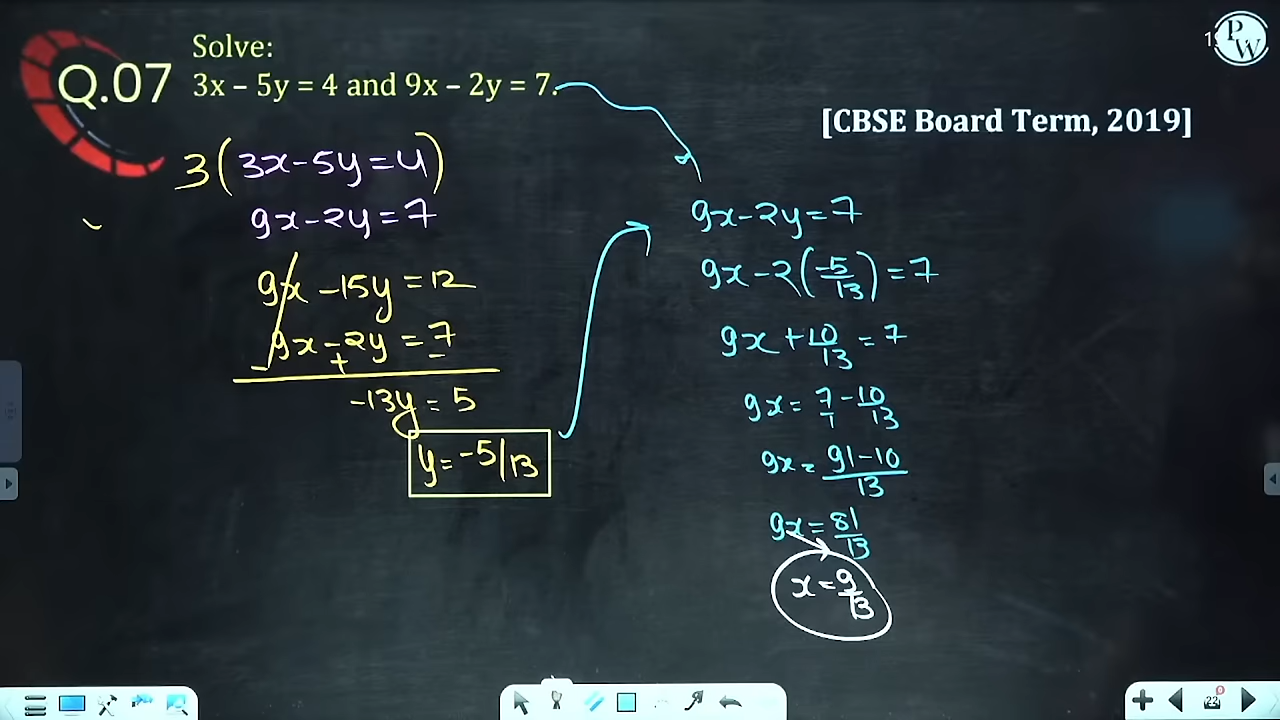 Solve:
Q.07 3x – 5y = 4 and 9x – 2y = 7.
[CBSE Board Term, 2019]
PW
3(3x-5y=4)
9x-2y=7
9x -15y = 12
9x -2y = 7
- + -
-13y = 5
y = -5/13
9x-2y=7
9x-2(-5/13)=7
9x+10/13=7
9x=7/1-10/13
9x=91-10/13
9x=81/13
x=9/13
22